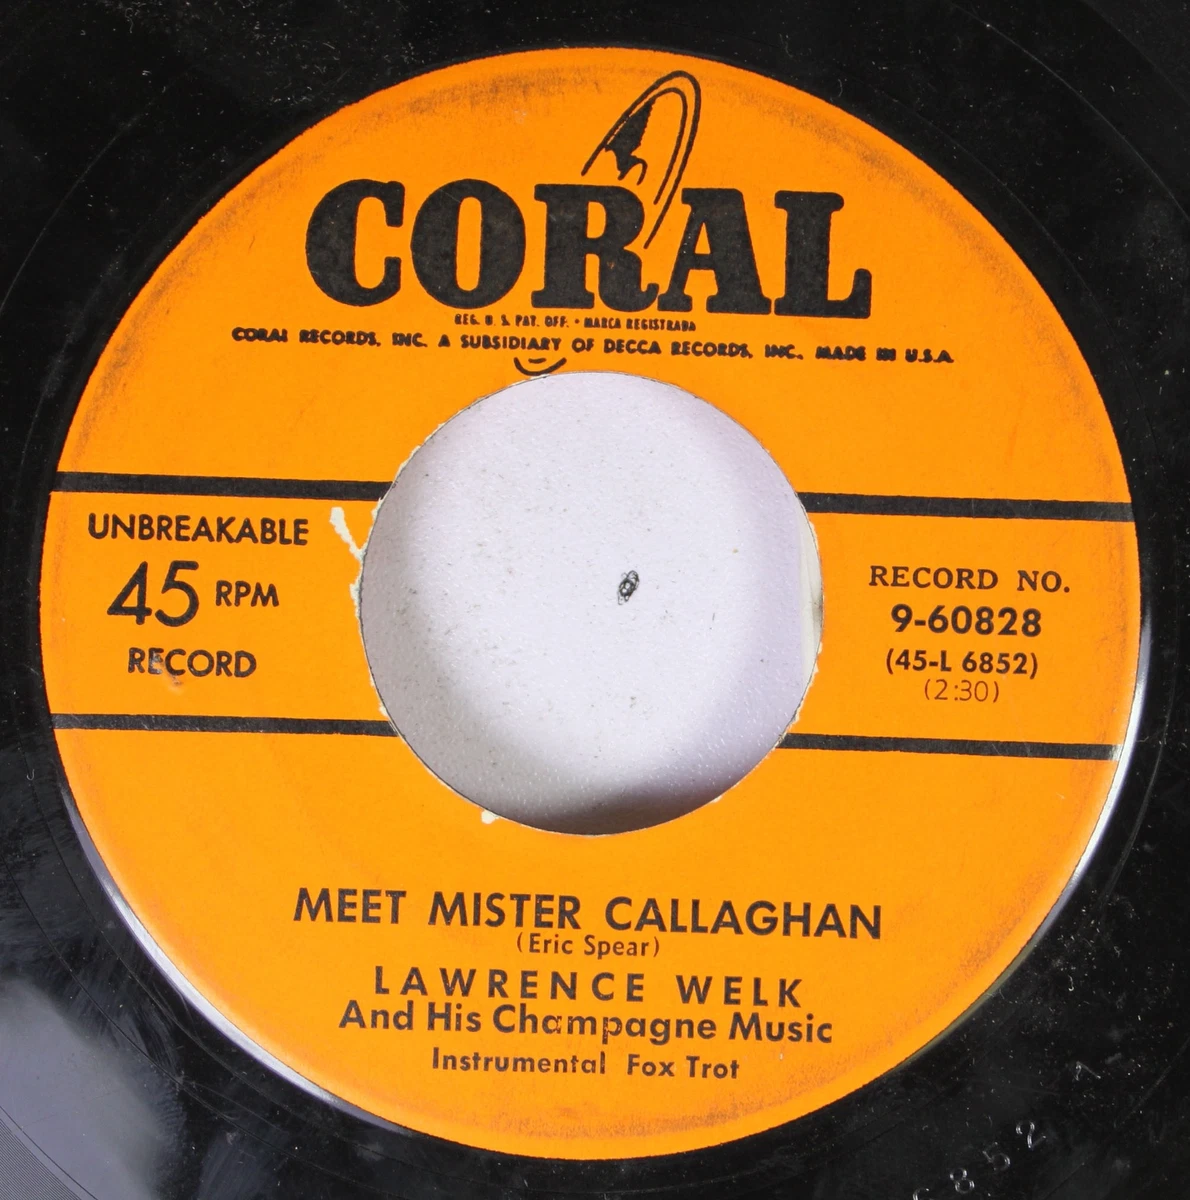 CORAL
REG. U. S. PAT. OFF. • MARCA REGISTRADA
CORAL RECORDS, INC. A SUBSIDIARY OF DECCA RECORDS, INC., MADE IN U.S.A.
UNBREAKABLE
45 RPM
RECORD
RECORD NO.
9-60828
(45-L 6852)
(2:30)
MEET MISTER CALLAGHAN
(Eric Spear)
LAWRENCE WELK
And His Champagne Music
Instrumental Fox Trot